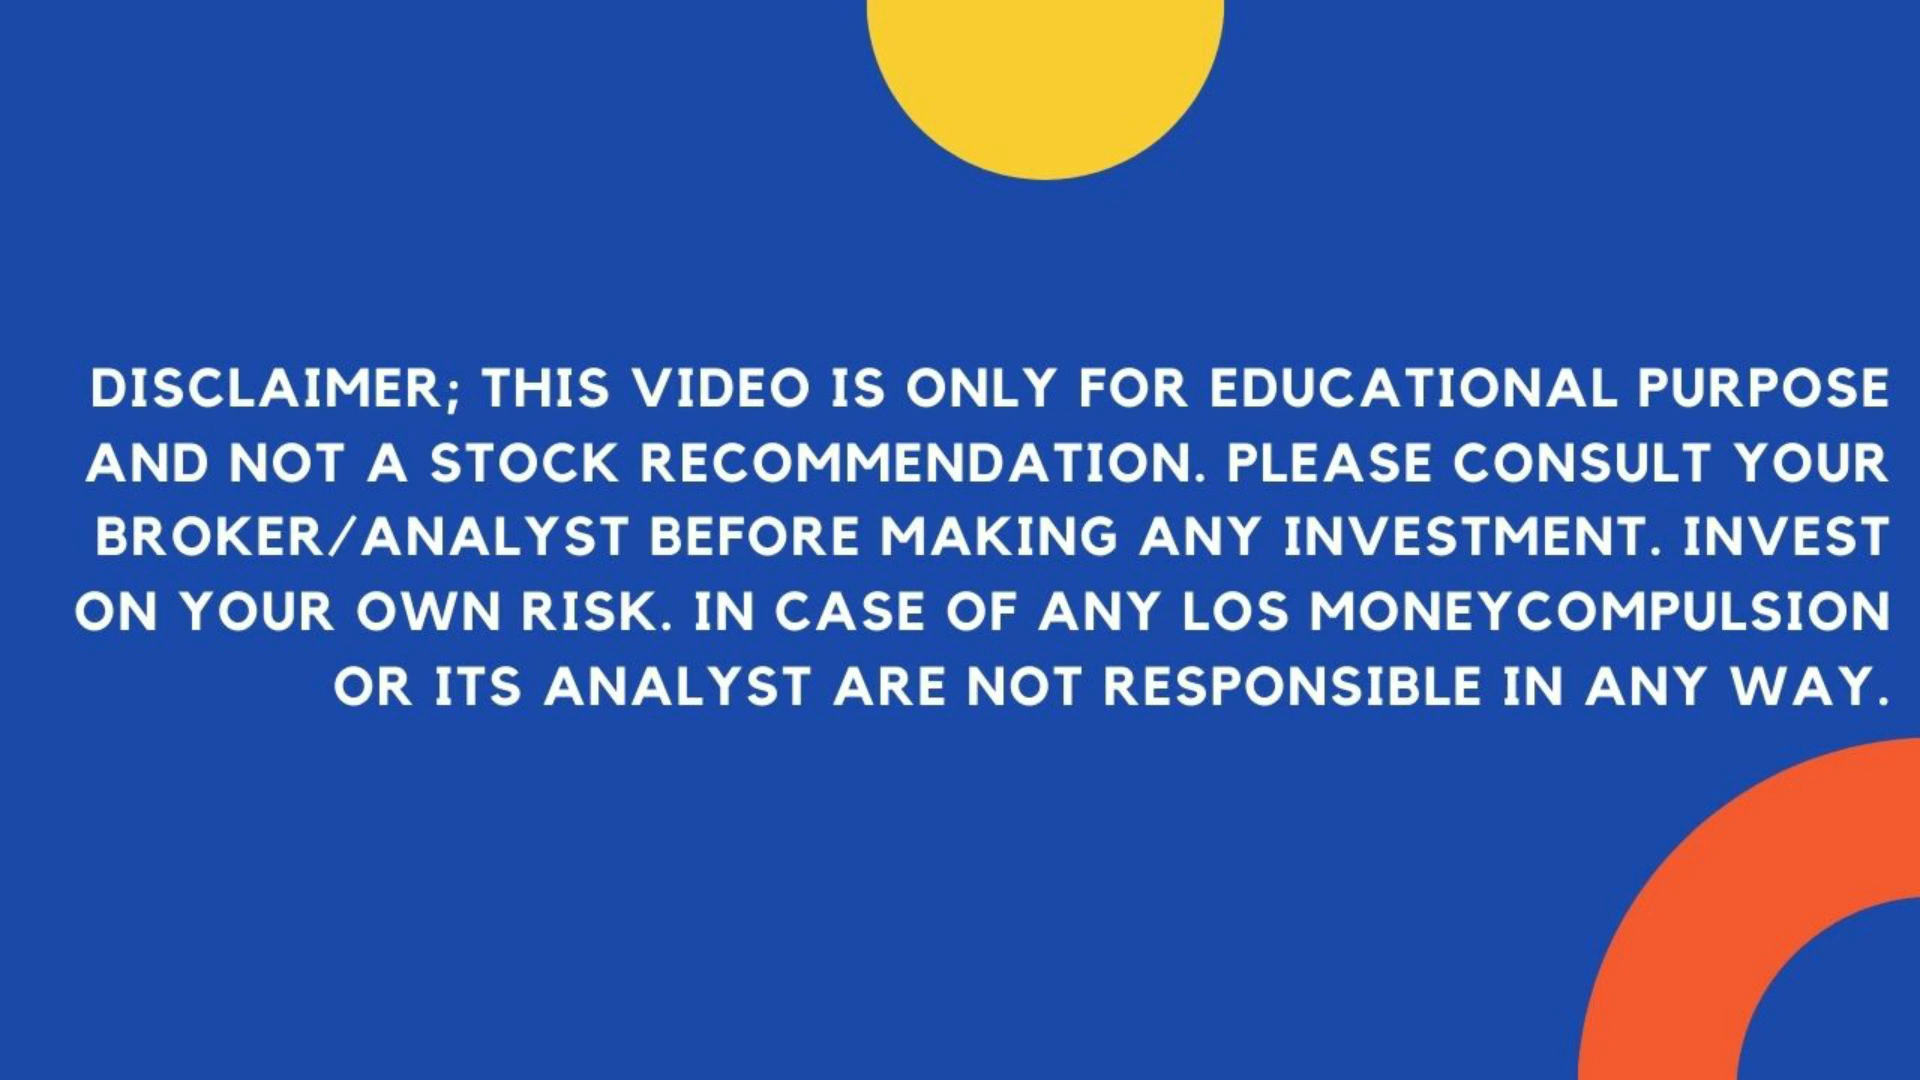 DISCLAIMER; THIS VIDEO IS ONLY FOR EDUCATIONAL PURPOSE
AND NOT A STOCK RECOMMENDATION. PLEASE CONSULT YOUR
BROKER/ANALYST BEFORE MAKING ANY INVESTMENT. INVEST
ON YOUR OWN RISK. IN CASE OF ANY LOS MONEYCOMPULSION
OR ITS ANALYST ARE NOT RESPONSIBLE IN ANY WAY.